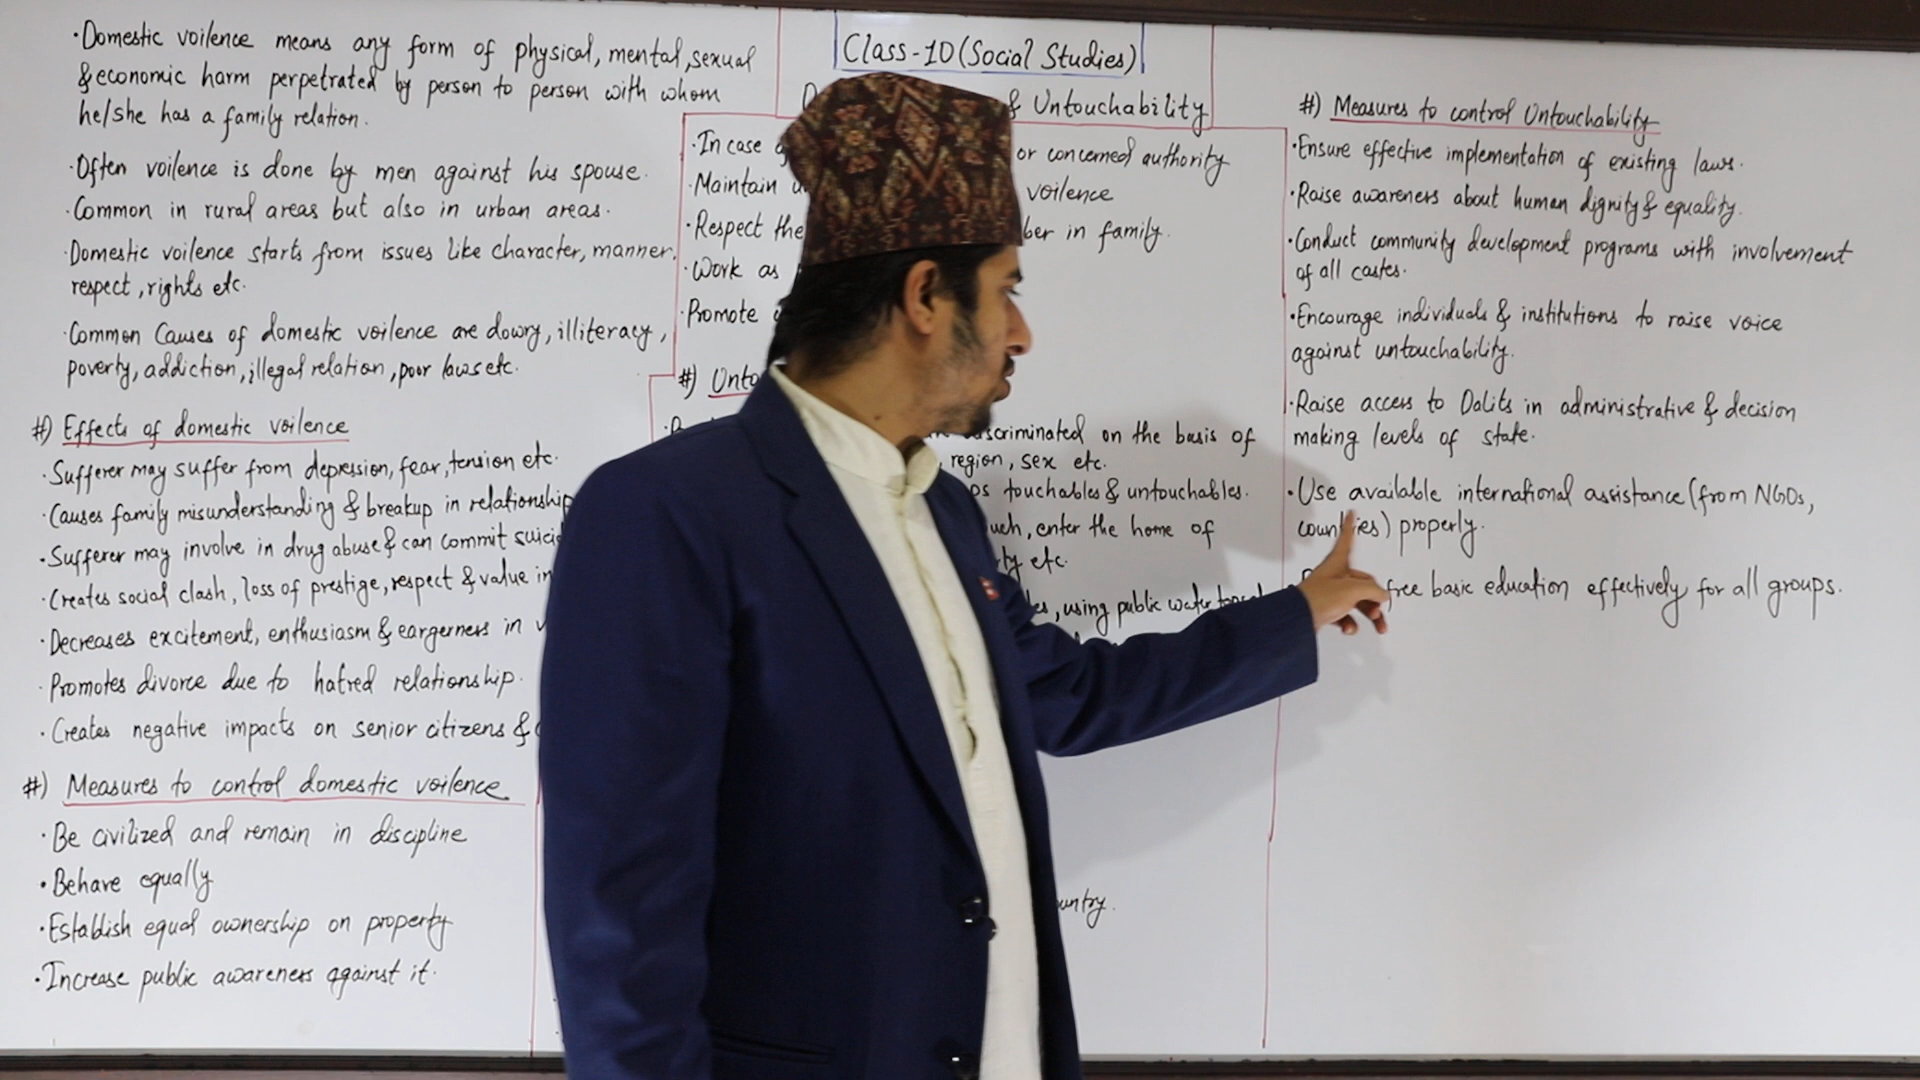 ·Domestic voilence means any form of physical, mental, sexual
& economic harm perpetrated by person to person with whom
he/she has a family relation.
·Often voilence is done by men against his spouse.
·Common in rural areas but also in urban areas.
·Domestic voilence starts from issues like character, manner,
respect, rights etc.
·Common Causes of domestic voilence are dowry, illiteracy,
poverty, addiction, illegal relation, poor laws etc.
#) Effects of domestic voilence
·Sufferer may suffer from depression, fear, tension etc.
·Causes family misunderstanding & breakup in relationship
·Sufferer may involve in drug abuse & can commit
·Creates social clash, loss of prestige, respect & value in
·Decreases excitement, enthusiasm & eargerness in
·Promotes divorce due to hatred relationship.
·Creates negative impacts on senior citizens &
#) Measures to control domestic voilence
·Be civilized and remain in discipline
·Behave equally
·Establish equal ownership on property
·Increase public awareness against it.
Class-10 (Social Studies)
& Untouchability
·In case or concerned authority
·Maintain voilence
·Respect the in family.
·Work as
·Promote
#)
on the basis of
, region, sex etc.
touchables & untouchables.
, enter the home of
etc.
, using public water
#) Measures to control Untouchability
·Ensure effective implementation of existing laws.
·Raise awareners about human dignity & equality.
·Conduct community development programs with involvement
of all castes.
·Encourage individuals & institutions to raise voice
against untouchability.
·Raise access to Dalits in administrative & decision
making levels of state.
·Use available international assistance (from NGOs,
) properly.
free basic education effectively for all groups.